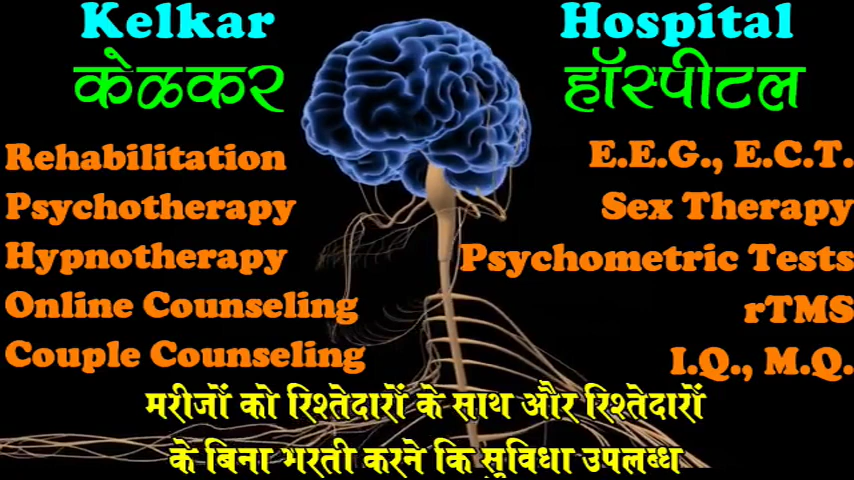 Kelkar Hospital
केळकर हॉस्पीटल
Rehabilitation
Psychotherapy
Hypnotherapy
Online Counseling
Couple Counseling
E.E.G., E.C.T.
Sex Therapy
Psychometric Tests
rTMS
I.Q., M.Q.
मरीजों को रिश्तेदारों के साथ और रिश्तेदारों
के बिना भरती करने कि सुविधा उपलब्ध